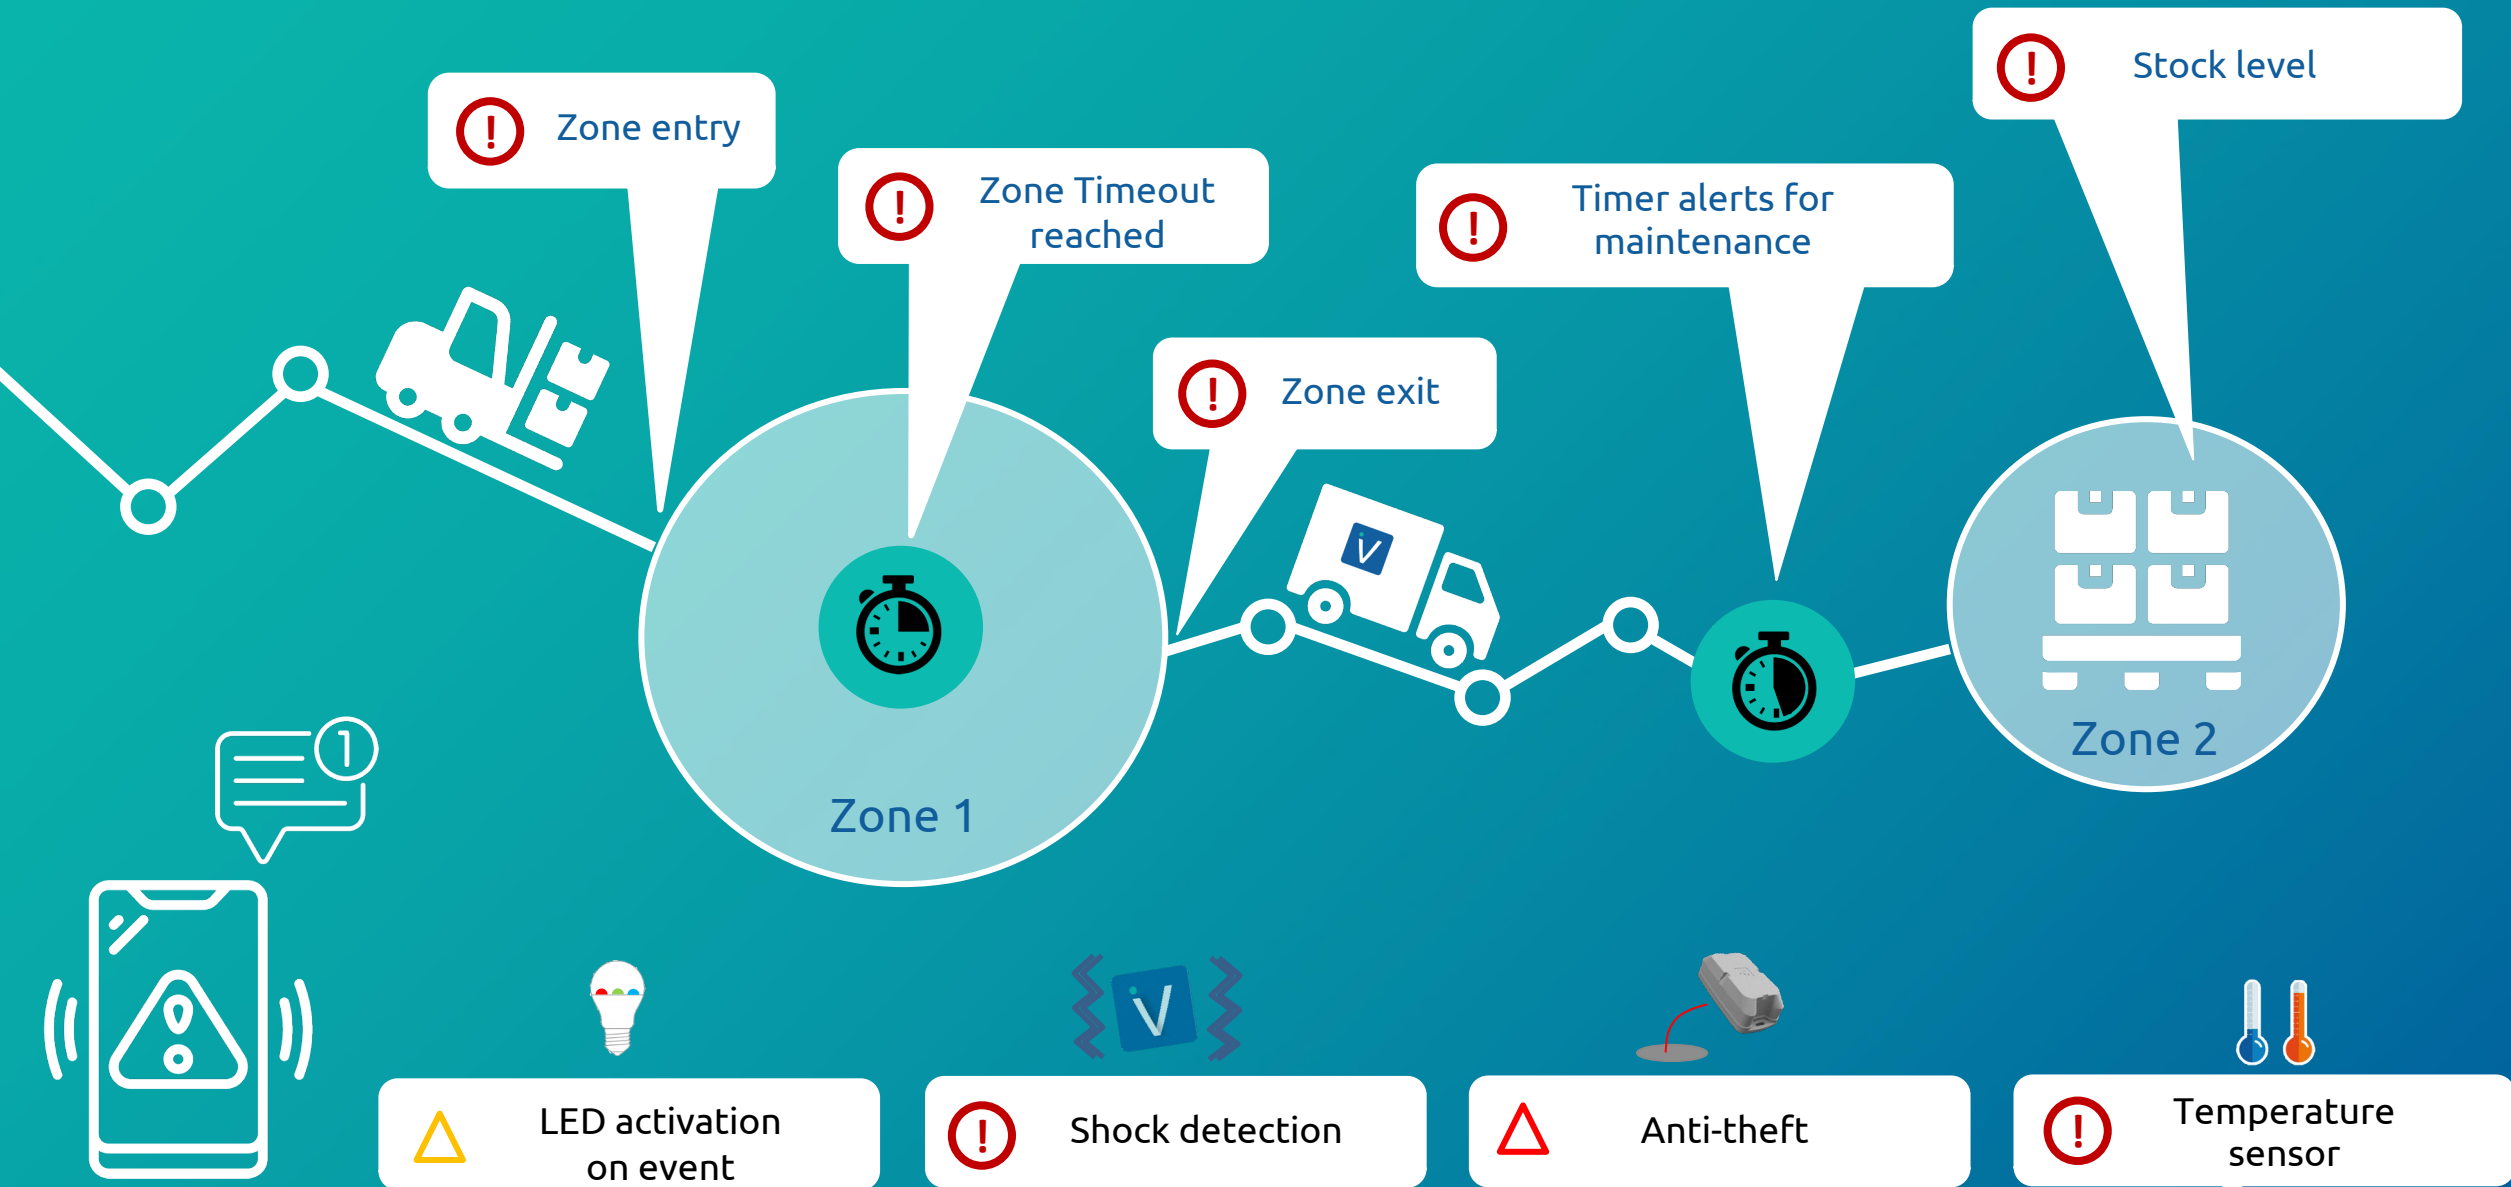 Stock level
Zone entry
Zone Timeout
reached
Timer alerts for
maintenance
Zone exit
V
Zone 2
1
Zone 1
V
LED activation
on event
Shock detection
Anti-theft
Temperature
sensor